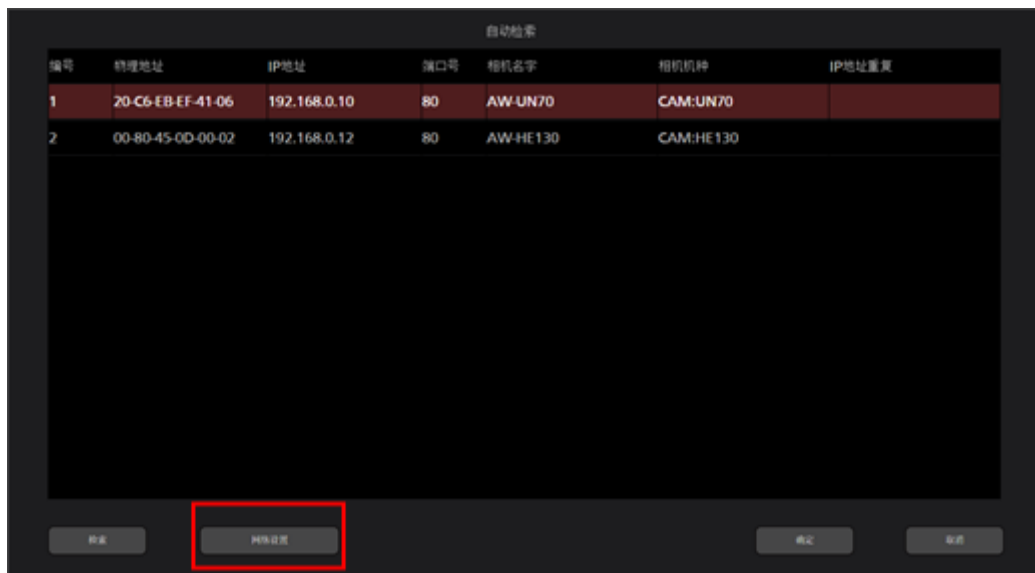 自动检索
编号 物理地址 IP地址 端口号 相机名字 相机机种 IP地址重复
1 20-C6-EB-EF-41-06 192.168.0.10 80 AW-UN70 CAM:UN70
2 00-80-45-0D-00-02 192.168.0.12 80 AW-HE130 CAM:HE130
检索 网络设置 确定 取消